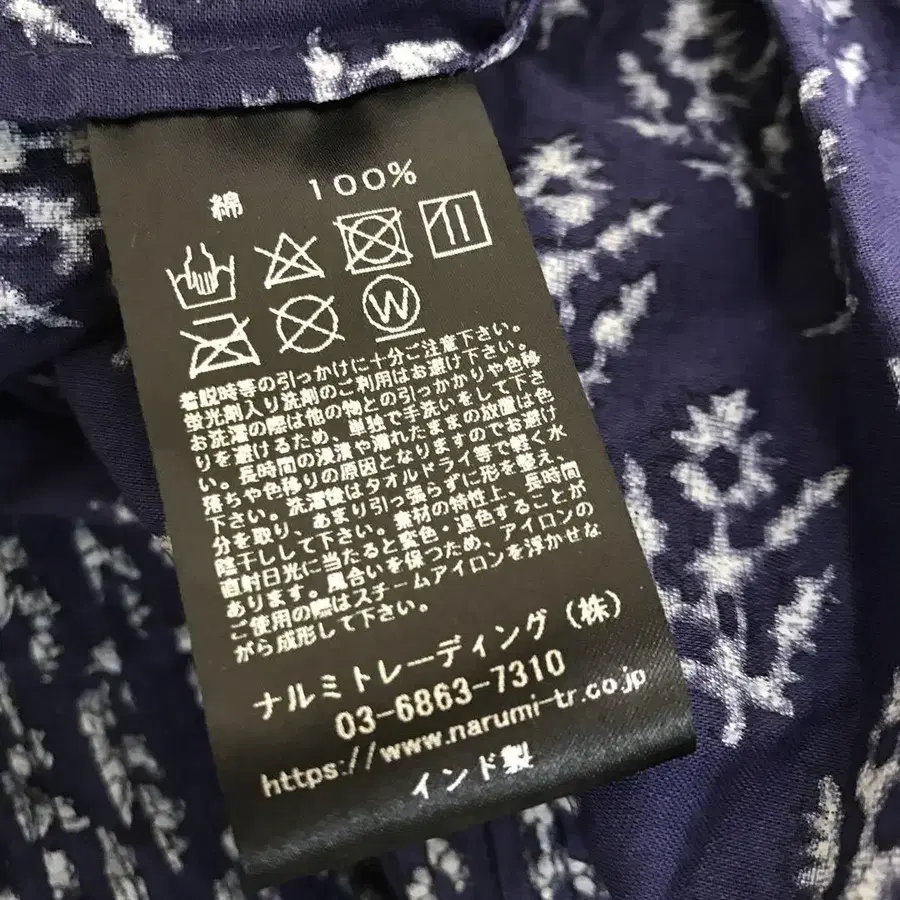 綿 100%
W
着脱時等の引っかけに十分ご注意下さい。
蛍光剤入り洗剤のご利用はお避け下さい。
お洗濯の際は他の物との引っかかりや色移
りを避けるため、単独で手洗いをして下さ
い。長時間の浸漬や濡れたままの放置は色
落ちや色移りの原因となりますのでお避け
下さい。洗濯後はタオルドライ等で軽く水
分を取り、あまり引っ張らずに形を整え、
陰干しして下さい。素材の特性上、長時間
直射日光に当たると変色・退色することが
あります。風合いを保つため、アイロンの
ご使用の際はスチームアイロンを浮かせな
がら成形して下さい。
ナルミトレーディング(株)
03-6863-7310
https://www.narumi-tr.co.jp
インド製